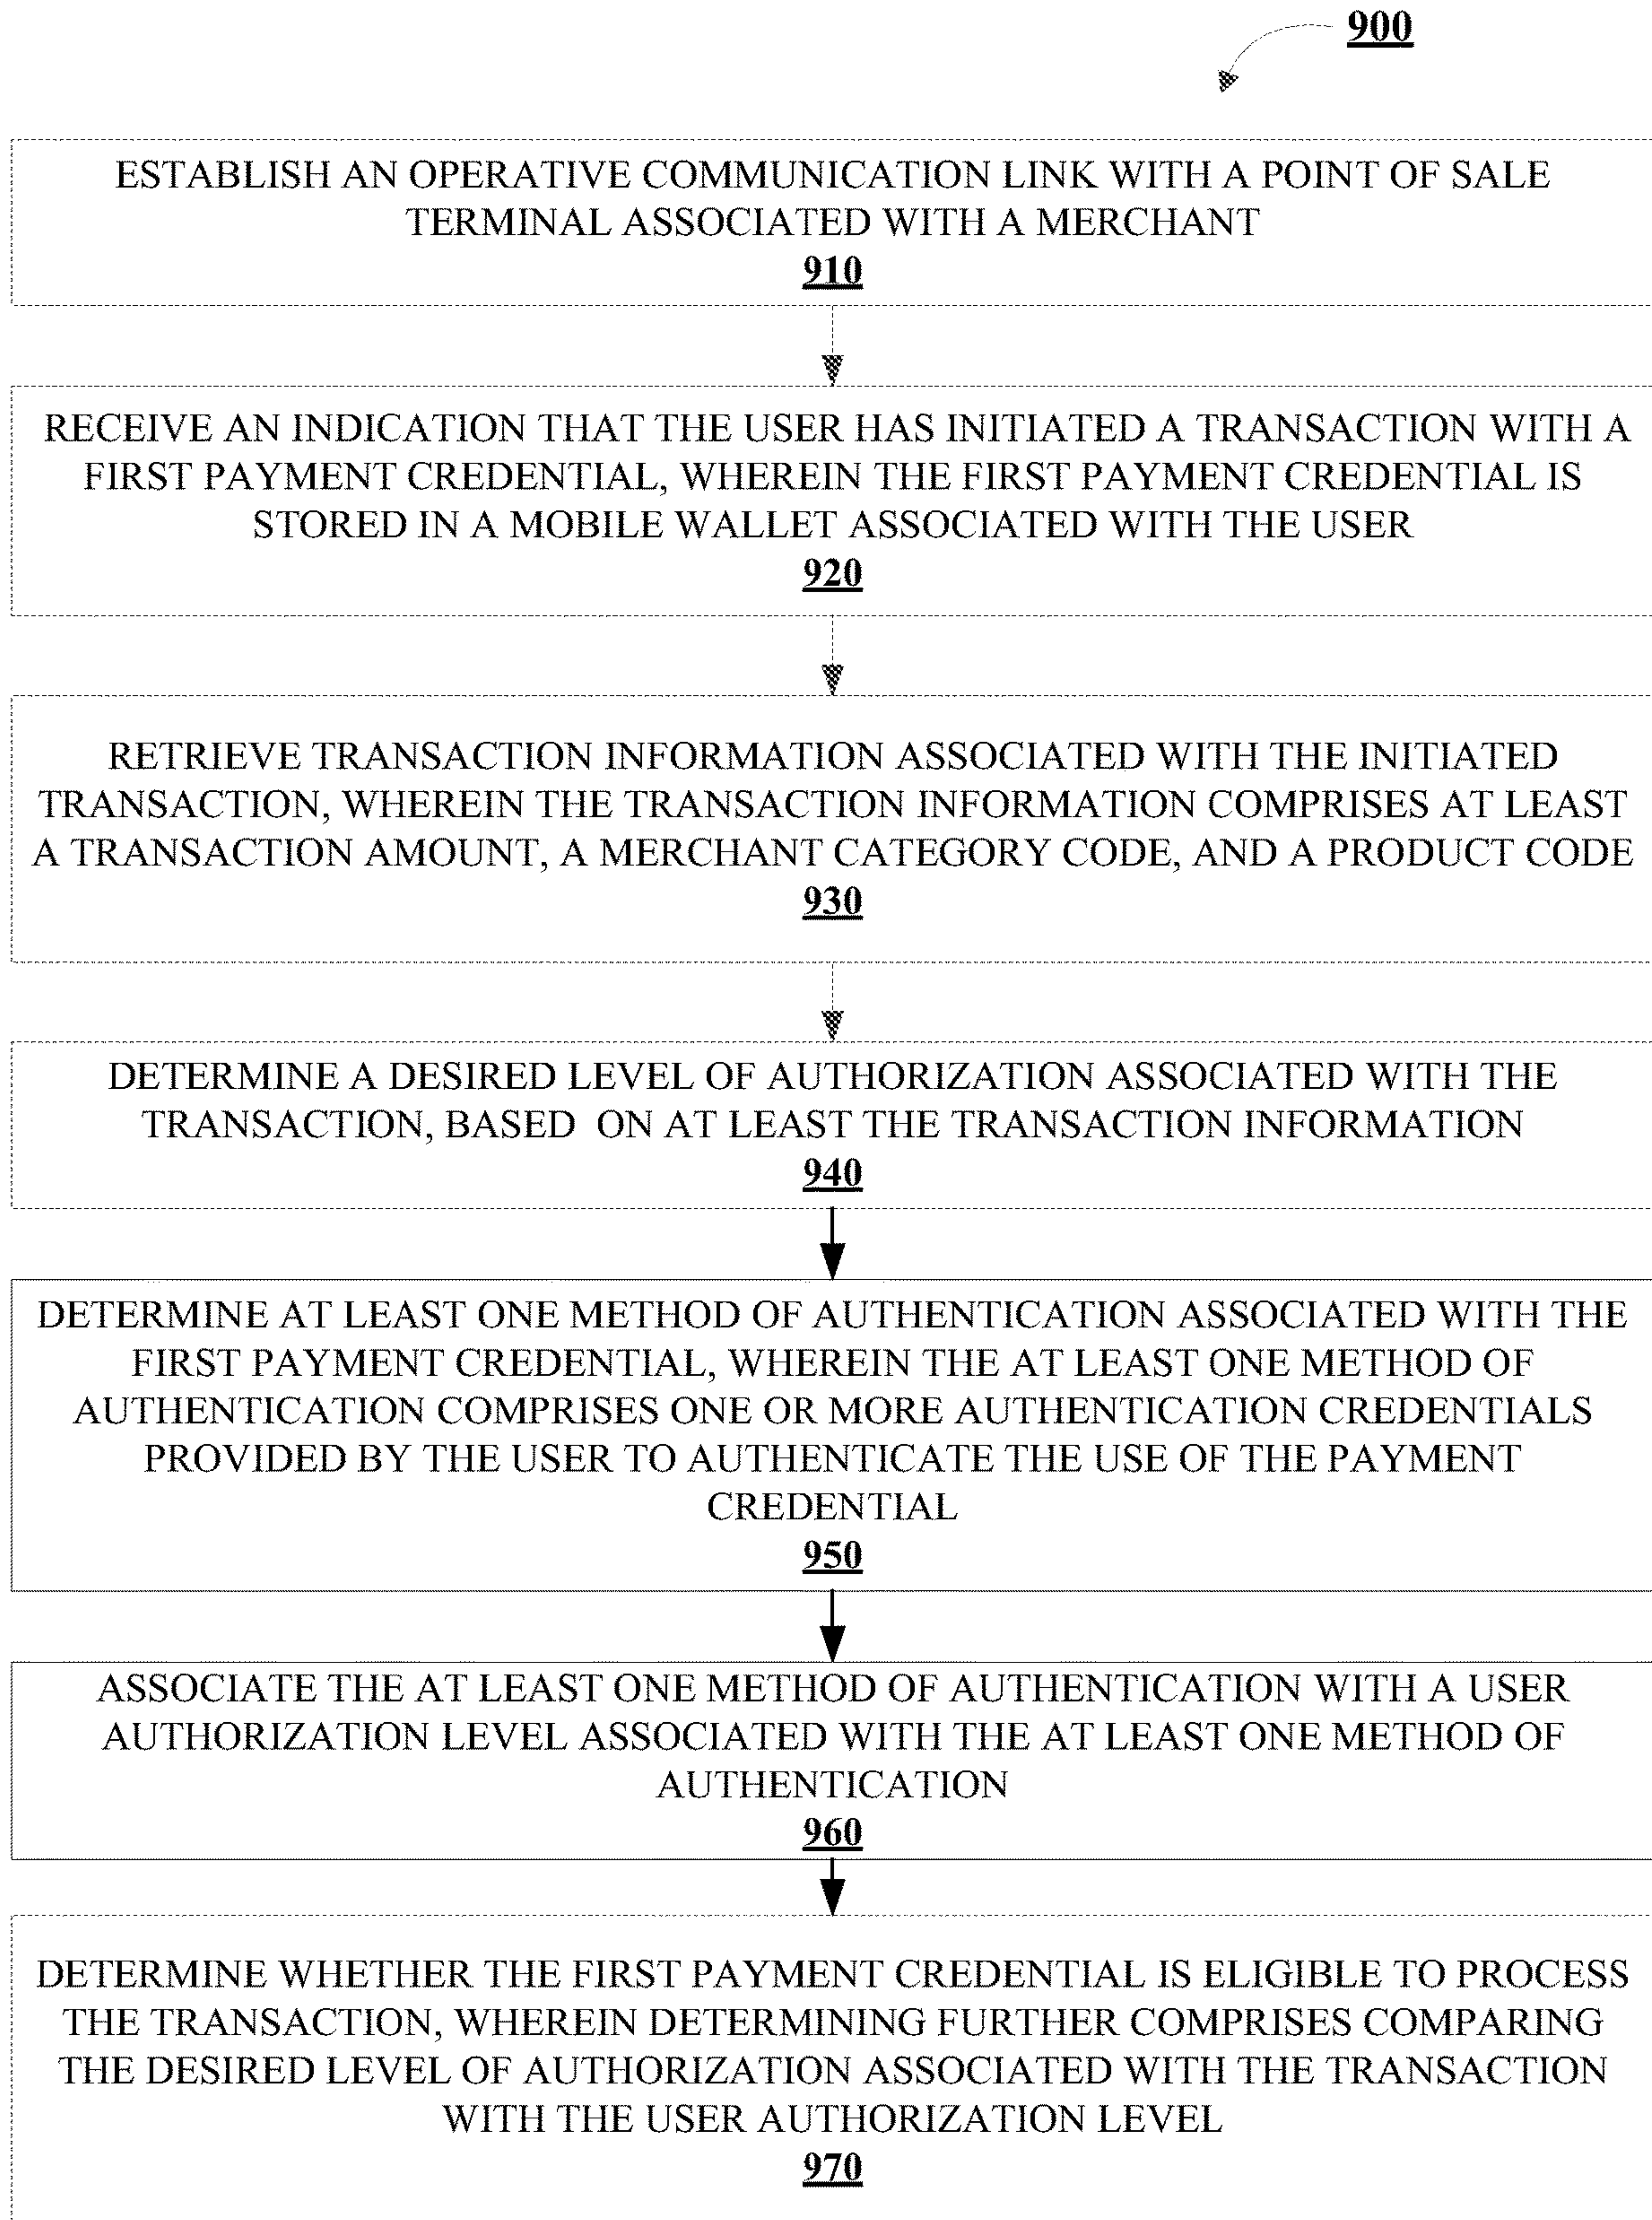 900
ESTABLISH AN OPERATIVE COMMUNICATION LINK WITH A POINT OF SALE
TERMINAL ASSOCIATED WITH A MERCHANT
910
RECEIVE AN INDICATION THAT THE USER HAS INITIATED A TRANSACTION WITH A
FIRST PAYMENT CREDENTIAL, WHEREIN THE FIRST PAYMENT CREDENTIAL IS
STORED IN A MOBILE WALLET ASSOCIATED WITH THE USER
920
RETRIEVE TRANSACTION INFORMATION ASSOCIATED WITH THE INITIATED
TRANSACTION, WHEREIN THE TRANSACTION INFORMATION COMPRISES AT LEAST
A TRANSACTION AMOUNT, A MERCHANT CATEGORY CODE, AND A PRODUCT CODE
930
DETERMINE A DESIRED LEVEL OF AUTHORIZATION ASSOCIATED WITH THE
TRANSACTION, BASED ON AT LEAST THE TRANSACTION INFORMATION
940
DETERMINE AT LEAST ONE METHOD OF AUTHENTICATION ASSOCIATED WITH THE
FIRST PAYMENT CREDENTIAL, WHEREIN THE AT LEAST ONE METHOD OF
AUTHENTICATION COMPRISES ONE OR MORE AUTHENTICATION CREDENTIALS
PROVIDED BY THE USER TO AUTHENTICATE THE USE OF THE PAYMENT
CREDENTIAL
950
ASSOCIATE THE AT LEAST ONE METHOD OF AUTHENTICATION WITH A USER
AUTHORIZATION LEVEL ASSOCIATED WITH THE AT LEAST ONE METHOD OF
AUTHENTICATION
960
DETERMINE WHETHER THE FIRST PAYMENT CREDENTIAL IS ELIGIBLE TO PROCESS
THE TRANSACTION, WHEREIN DETERMINING FURTHER COMPRISES COMPARING
THE DESIRED LEVEL OF AUTHORIZATION ASSOCIATED WITH THE TRANSACTION
WITH THE USER AUTHORIZATION LEVEL
970